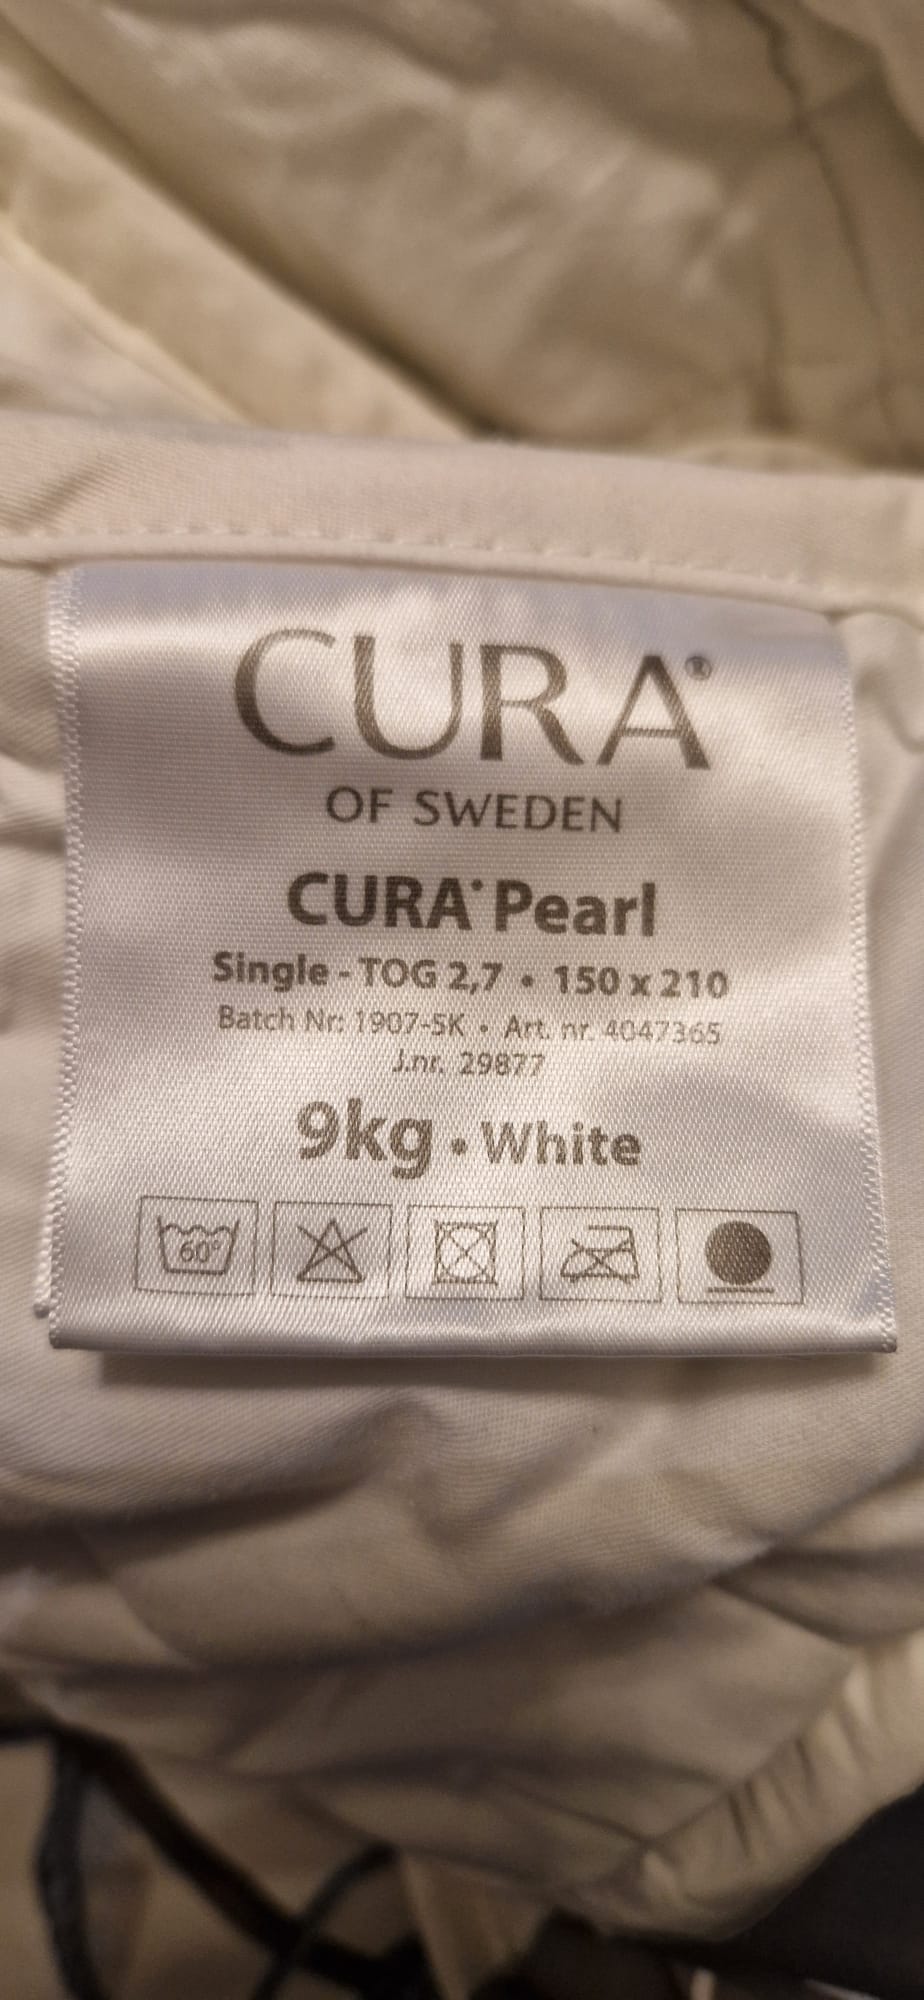 CURA®
OF SWEDEN
CURA® Pearl
Single - TOG 2,7 • 150 x 210
Batch Nr: 1907-SK • Art. nr. 4047365
J.nr. 29877
9kg • White
60°